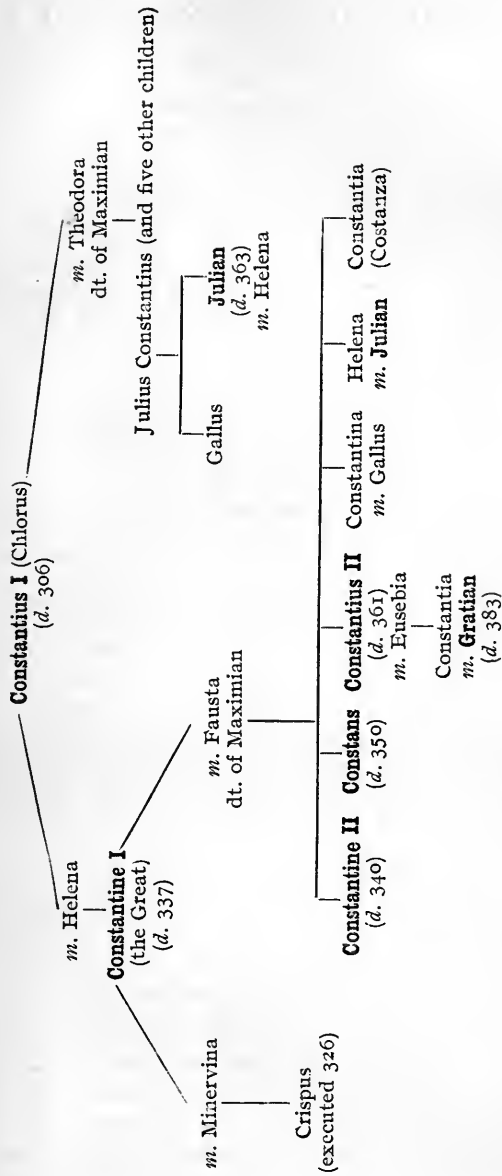 Constantius I (Chlorus)
(d. 306)
m. Helena
m. Theodora
dt. of Maximian
Constantine I
(the Great)
(d. 337)
Julius Constantius (and five other children)
m. Minervina
m. Fausta
dt. of Maximian
Gallus
Julian
(d. 363)
m. Helena
Crispus
(executed 326)
Constantine II
(d. 340)
Constans
(d. 350)
Constantius II
(d. 361)
m. Eusebia
Constantina
m. Gallus
Helena
m. Julian
Constantia
(Costanza)
Constantia
m. Gratian
(d. 383)